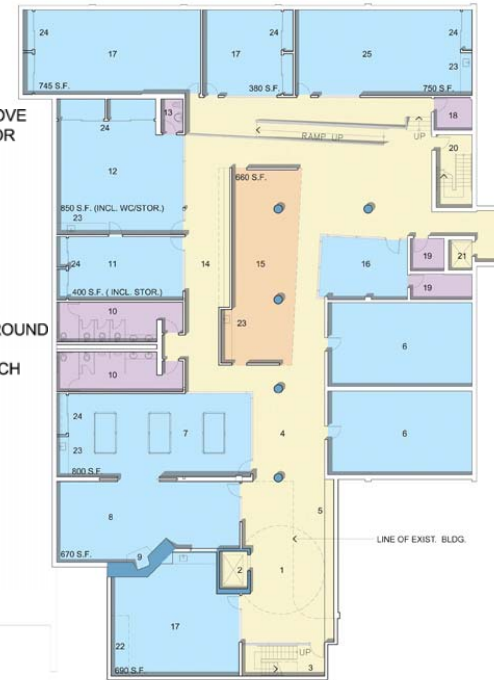 24
17
745 S.F.
17
24
380 S.F.
25
24
23
750 S.F.
OVE
OR
24
13
12
850 S.F. (INCL. WC/STOR.)
23
RAMP UP
UP
18
20
660 S.F.
24
11
400 S.F. ( INCL. STOR.)
14
15
16
19
21
19
10
23
ROUND
CH
10
6
24
7
23
800 S.F.
4
6
8
5
670 S.F.
9
LINE OF EXIST. BLDG.
2
1
17
22
690 S.F.
UP
3